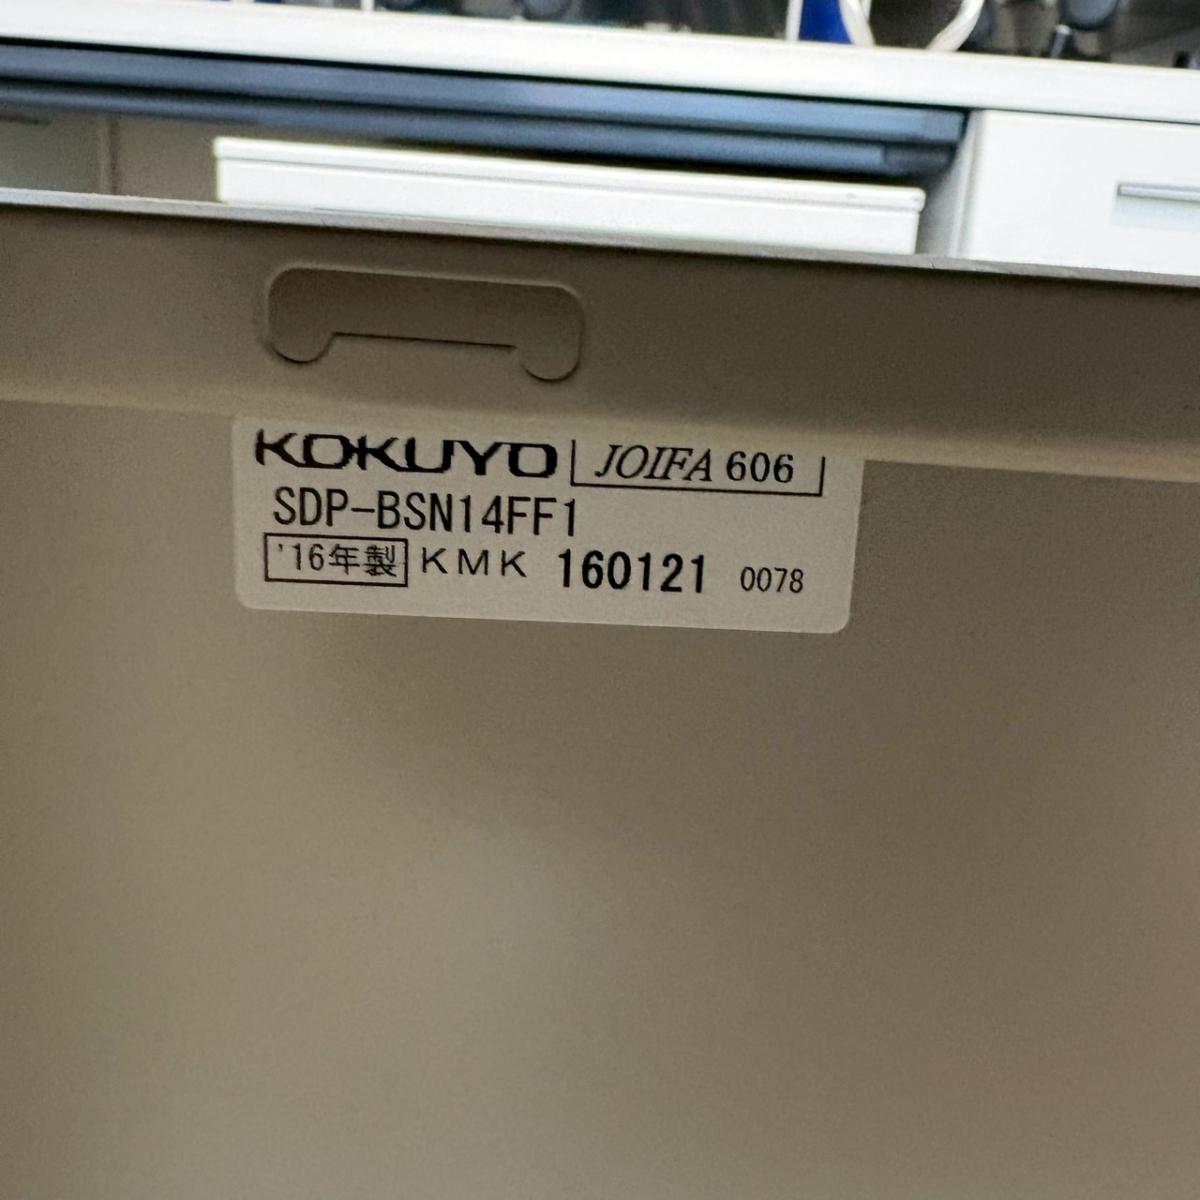 KOKUYO JOIFA 606
SDP-BSN14FF1
'16年製 KMK 160121 0078